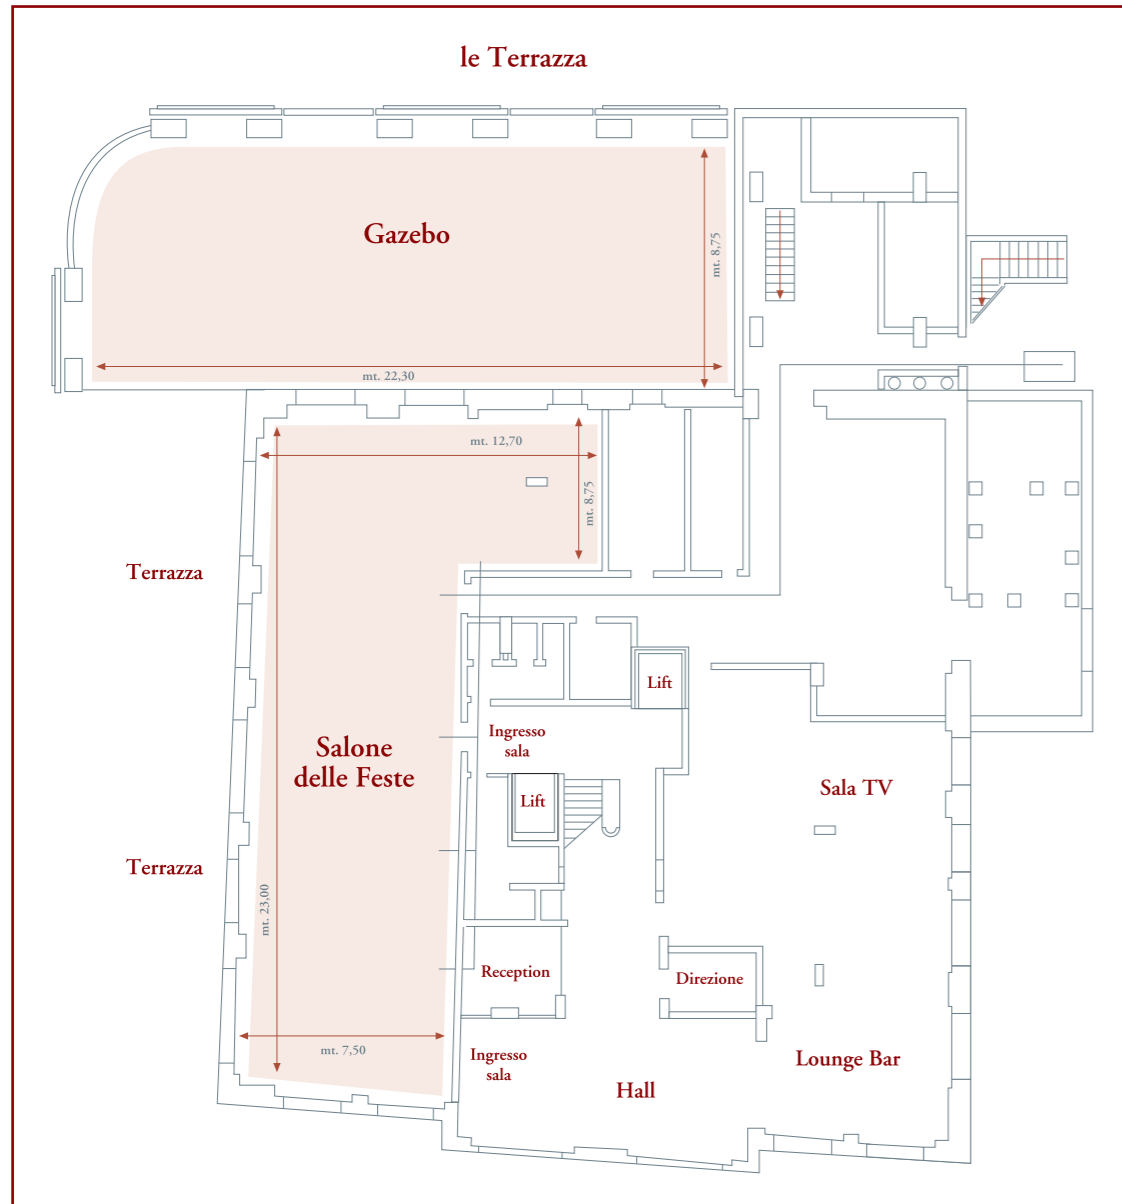 le Terrazza
Gazebo
mt. 8,75
mt. 22,30
mt. 12,70
mt. 8,75
Terrazza
Lift
Ingresso
sala
Salone
delle Feste
Sala TV
Lift
Terrazza
mt. 23,00
Reception
Direzione
mt. 7,50
Ingresso
sala
Lounge Bar
Hall